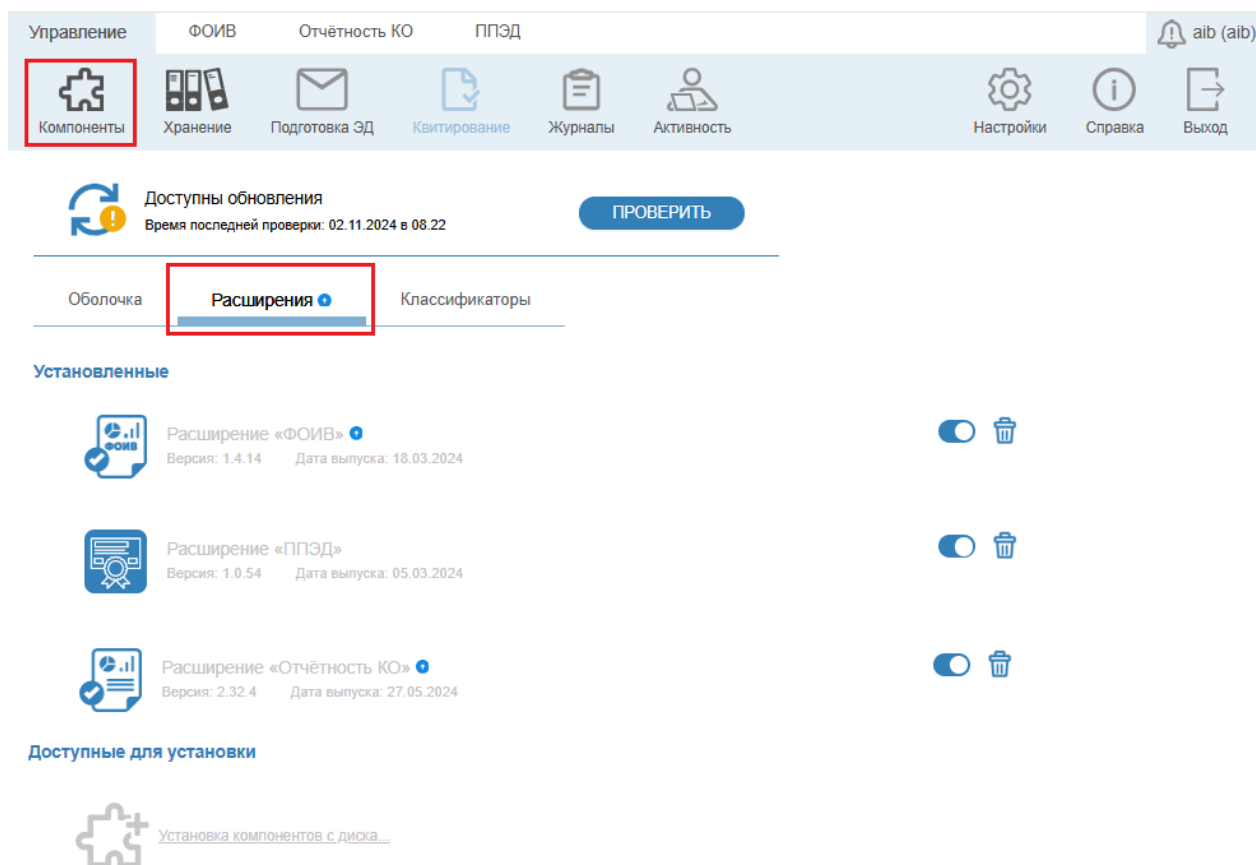 Управление ФОИВ Отчётность КО ППЭД aib (aib)
Компоненты Хранение Подготовка ЭД Квитирование Журналы Активность Настройки Справка Выход
Доступны обновления
Время последней проверки: 02.11.2024 в 08.22
ПРОВЕРИТЬ
Оболочка Расширения Классификаторы
Установленные
ФОИВ
Расширение «ФОИВ»
Версия: 1.4.14 Дата выпуска: 18.03.2024
Расширение «ППЭД»
Версия: 1.0.54 Дата выпуска: 05.03.2024
Расширение «Отчётность КО»
Версия: 2.32.4 Дата выпуска: 27.05.2024
Доступные для установки
Установка компонентов с диска...